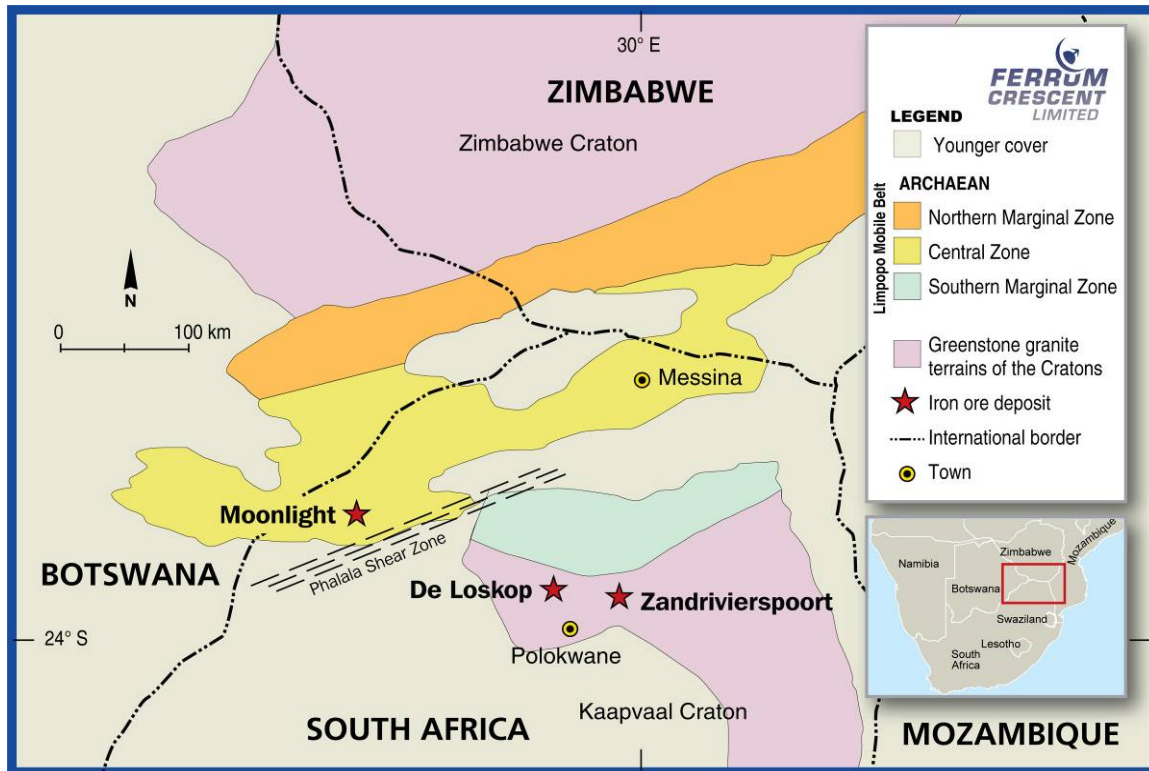 30° E
ZIMBABWE
Zimbabwe Craton
N
0 100 km
Messina
Moonlight
Phalala Shear Zone
BOTSWANA
De Loskop
Zandrivierspoort
24° S
Polokwane
Kaapvaal Craton
SOUTH AFRICA
MOZAMBIQUE
FERRUM
CRESCENT
LIMITED
LEGEND
Younger cover
ARCHAEAN
Limpopo Mobile Belt
Northern Marginal Zone
Central Zone
Southern Marginal Zone
Greenstone granite
terrains of the Cratons
Iron ore deposit
International border
Town
Zimbabwe
Mozambique
Namibia
Botswana
Swaziland
Lesotho
South
Africa